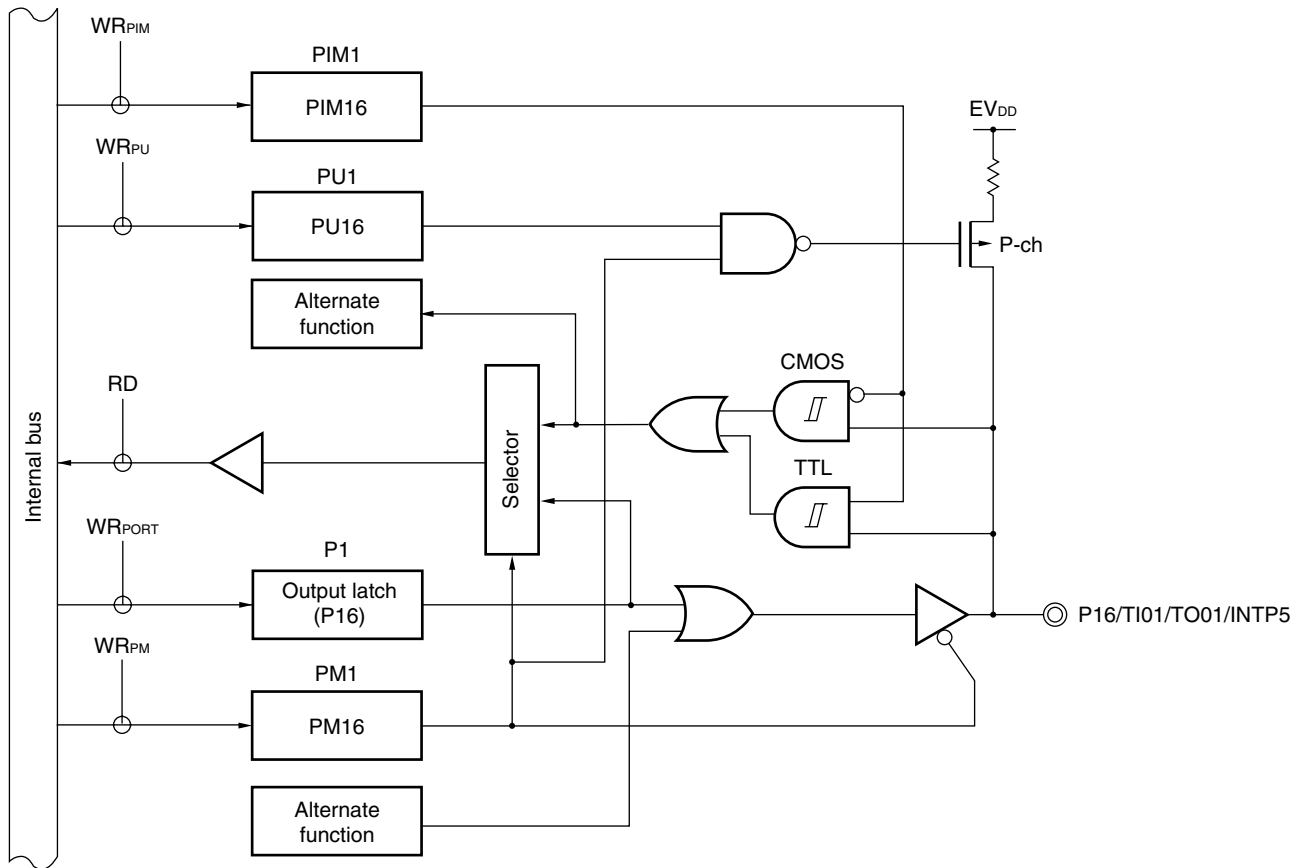 WRPIM
PIM1
PIM16
EVDD
WRPU
PU1
PU16
P-ch
Alternate
function
CMOS
RD
Selector
TTL
Internal bus
WRPORT
P1
Output latch
(P16)
P16/TI01/TO01/INTP5
WRPM
PM1
PM16
Alternate
function